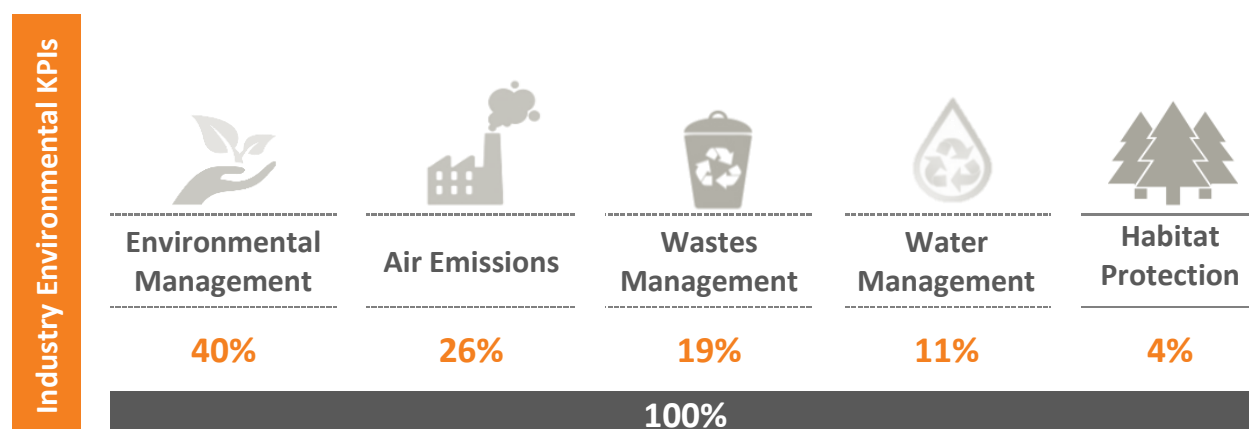 Industry Environmental KPIs
Environmental
Management
Air Emissions
Wastes
Management
Water
Management
Habitat
Protection
40%
26%
19%
11%
4%
100%